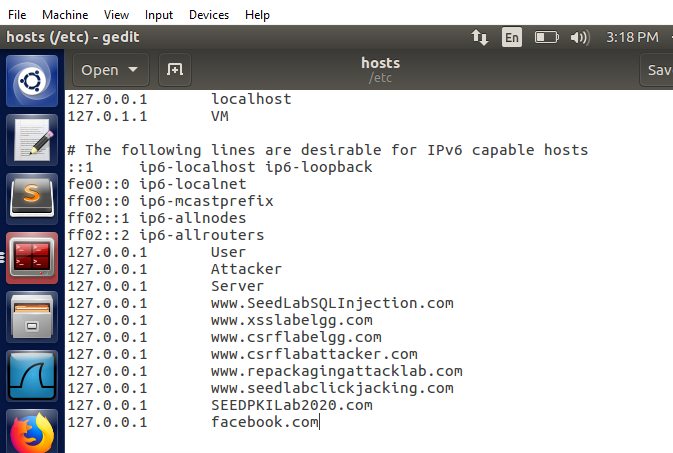 File Machine View Input Devices Help
hosts (/etc) - gedit En 3:18 PM
Open hosts Sav
/etc
127.0.0.1 localhost
127.0.1.1 VM
# The following lines are desirable for IPv6 capable hosts
::1 ip6-localhost ip6-loopback
fe00::0 ip6-localnet
ff00::0 ip6-mcastprefix
ff02::1 ip6-allnodes
ff02::2 ip6-allrouters
127.0.0.1 User
127.0.0.1 Attacker
127.0.0.1 Server
127.0.0.1 www.SeedLabSQLInjection.com
127.0.0.1 www.xsslabelgg.com
127.0.0.1 www.csrflabelgg.com
127.0.0.1 www.csrflabattacker.com
127.0.0.1 www.repackagingattacklab.com
127.0.0.1 www.seedlabclickjacking.com
127.0.0.1 SEEDPKILab2020.com
127.0.0.1 facebook.com